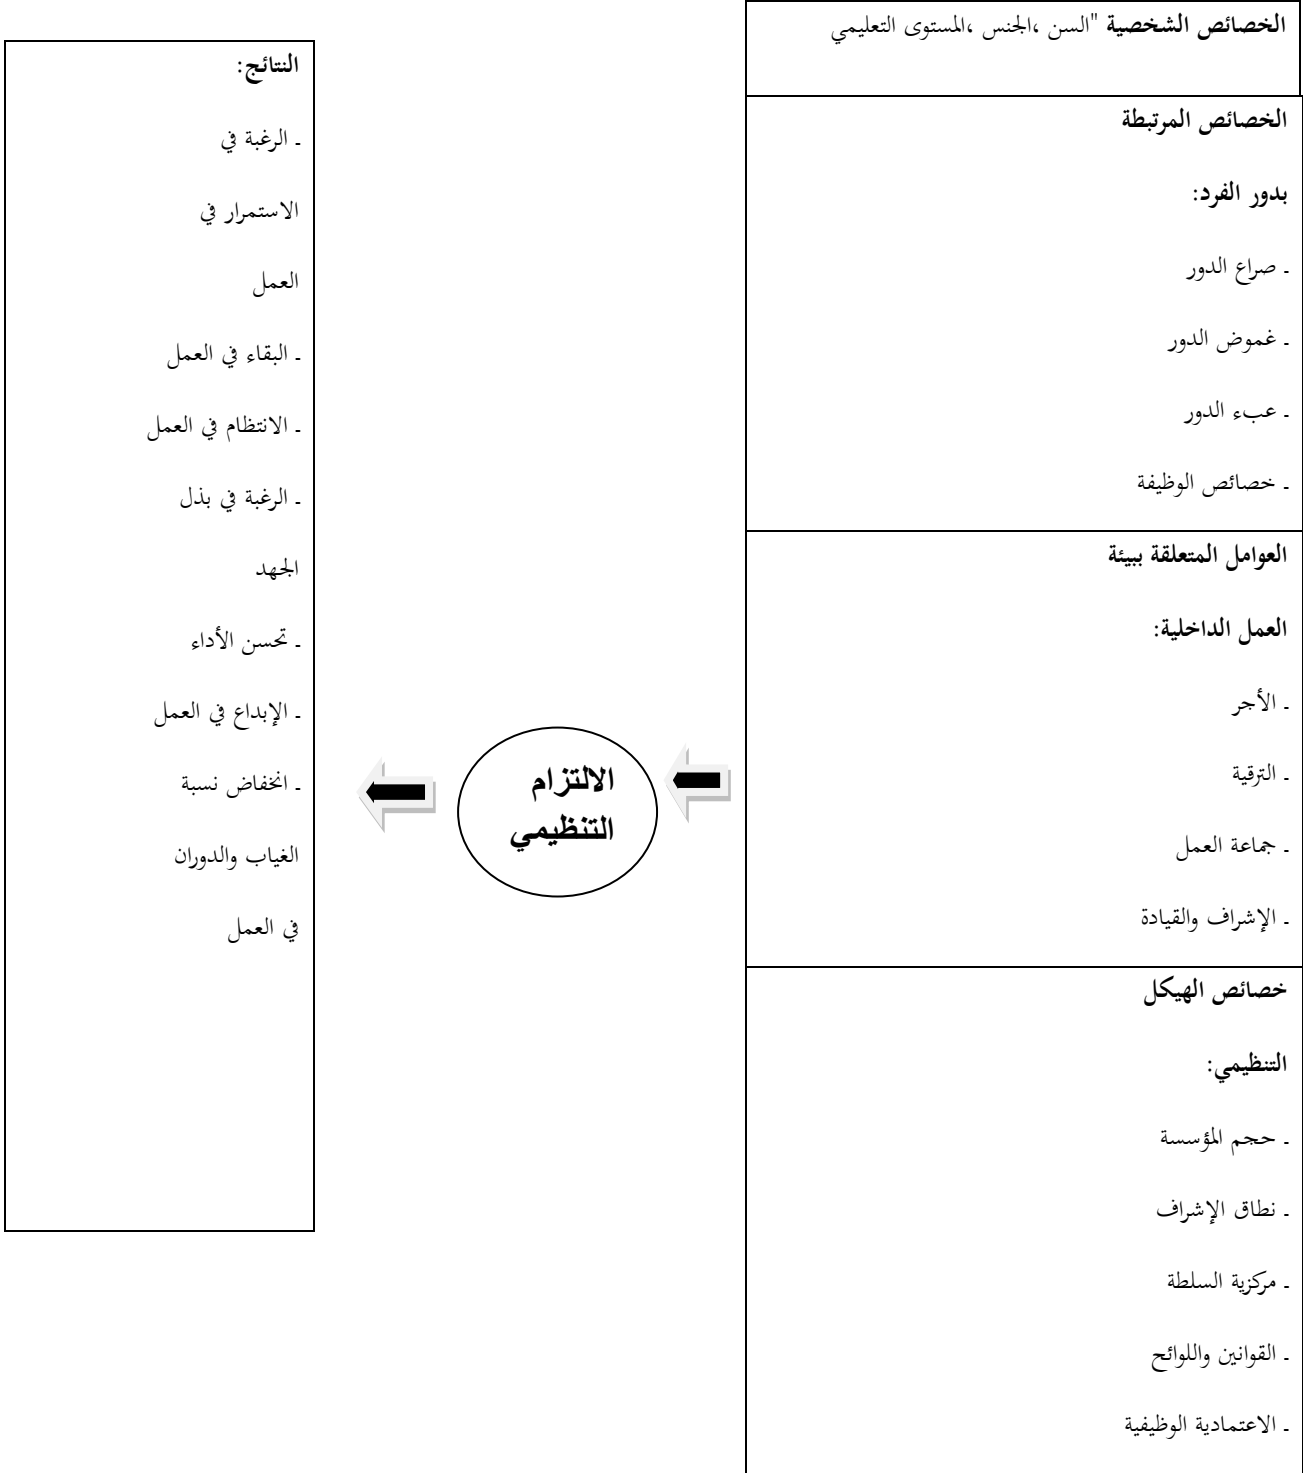 الخصائص الشخصية "السن ،الجنس ،المستوى التعليمي
الخصائص المرتبطة
بدور الفرد:
ـ صراع الدور
ـ غموض الدور
ـ عبء الدور
ـ خصائص الوظيفة
العوامل المتعلقة ببيئة
العمل الداخلية:
ـ الأجر
ـ الترقية
ـ جماعة العمل
ـ الإشراف والقيادة
خصائص الهيكل
التنظيمي:
ـ حجم المؤسسة
ـ نطاق الإشراف
ـ مركزية السلطة
ـ القوانين واللوائح
ـ الاعتمادية الوظيفية
الالتزام
التنظيمي
النتائج:
ـ الرغبة في
الاستمرار في
العمل
ـ البقاء في العمل
ـ الانتظام في العمل
ـ الرغبة في بذل
الجهد
ـ تحسن الأداء
ـ الإبداع في العمل
ـ انخفاض نسبة
الغياب والدوران
في العمل